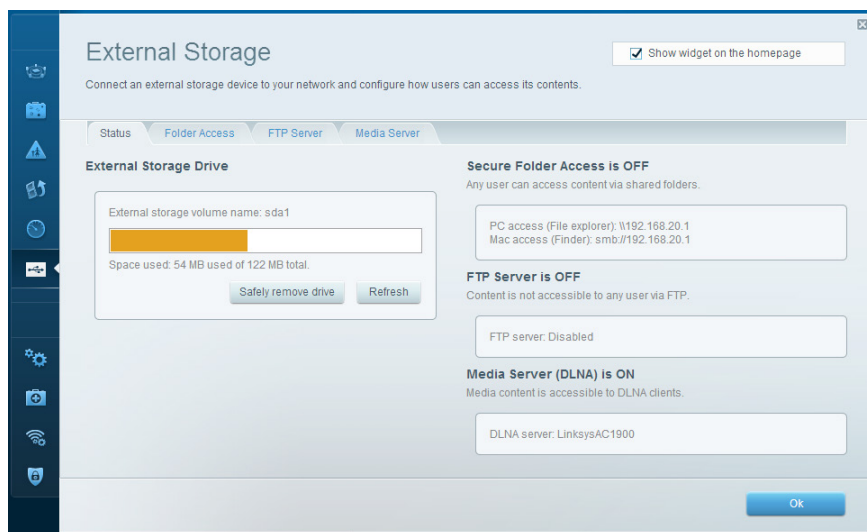 External Storage
Show widget on the homepage
Connect an external storage device to your network and configure how users can access its contents.
Status
Folder Access
FTP Server
Media Server
External Storage Drive
External storage volume name: sda1
Space used: 54 MB used of 122 MB total.
Safely remove drive
Refresh
Secure Folder Access is OFF
Any user can access content via shared folders.
PC access (File explorer): \\192.168.20.1
Mac access (Finder): smb://192.168.20.1
FTP Server is OFF
Content is not accessible to any user via FTP.
FTP server: Disabled
Media Server (DLNA) is ON
Media content is accessible to DLNA clients.
DLNA server: LinksysAC1900
Ok